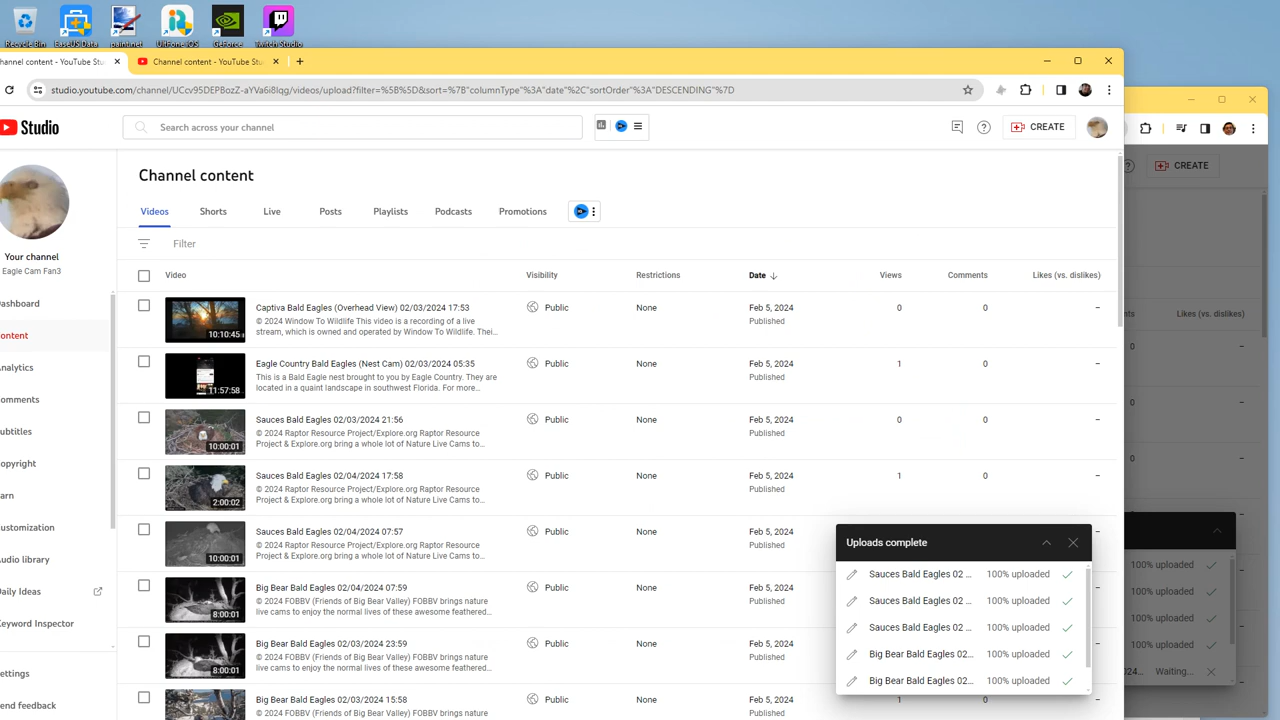 Recycle Bin
EaseUS Data
paint.net
UltFone iOS
GeForce
Twitch Studio
hannel content - YouTube Stu
Channel content - YouTube Stu
studio.youtube.com/channel/UCcv95DEPBozZ-aYVa6i8lqg/videos/upload?filter=%5B%5D&sort=%7B"columnType"%3A"date"%2C"sortOrder"%3A"DESCENDING"%7D
Studio
Search across your channel
CREATE
CREATE
Your channel
Eagle Cam Fan3
Dashboard
ontent
Analytics
omments
ubtitles
opyright
arn
ustomization
udio library
Daily Ideas
Keyword Inspector
ettings
end feedback
Channel content
Videos Shorts Live Posts Playlists Podcasts Promotions
Filter
Video Visibility Restrictions Date Views Comments Likes (vs. dislikes)
Likes (vs. dislikes)
10:10:45
Captiva Bald Eagles (Overhead View) 02/03/2024 17:53 Public None Feb 5, 2024 0 0 –
© 2024 Window To Wildlife This video is a recording of a live Published
stream, which is owned and operated by Window To Wildlife. Thei...
0 –
11:57:58
Eagle Country Bald Eagles (Nest Cam) 02/03/2024 05:35 Public None Feb 5, 2024 1 0 –
This is a Bald Eagle nest brought to you by Eagle Country. They are Published
located in a quaint landscape in southwest Florida. For more...
0 –
10:00:01
Sauces Bald Eagles 02/03/2024 21:56 Public None Feb 5, 2024 0 0 –
© 2024 Raptor Resource Project/Explore.org Raptor Resource Published
Project & Explore.org bring a whole lot of Nature Live Cams to...
0 –
2:00:02
Sauces Bald Eagles 02/04/2024 17:58 Public None Feb 5, 2024 1 0 –
© 2024 Raptor Resource Project/Explore.org Raptor Resource Published
Project & Explore.org bring a whole lot of Nature Live Cams to...
10:00:01
Sauces Bald Eagles 02/04/2024 07:57 Public None Feb 5, 2024
© 2024 Raptor Resource Project/Explore.org Raptor Resource Published
Project & Explore.org bring a whole lot of Nature Live Cams to...
8:00:01
Big Bear Bald Eagles 02/04/2024 07:59 Public None Feb 5, 2024
© 2024 FOBBV (Friends of Big Bear Valley) FOBBV brings nature Published
live cams to enjoy the normal lives of these awesome feathered...
8:00:01
Big Bear Bald Eagles 02/03/2024 23:59 Public None Feb 5, 2024
© 2024 FOBBV (Friends of Big Bear Valley) FOBBV brings nature Published
live cams to enjoy the normal lives of these awesome feathered...
Big Bear Bald Eagles 02/03/2024 15:58 Public None Feb 5, 2024
© 2024 FOBBV (Friends of Big Bear Valley) FOBBV brings nature Published
Uploads complete
Sauces Bald Eagles 02 ... 100% uploaded
Sauces Bald Eagles 02 ... 100% uploaded
Sauces Bald Eagles 02 ... 100% uploaded
Big Bear Bald Eagles 02... 100% uploaded
Big Bear Bald Eagles 02... 100% uploaded
100% uploaded
100% uploaded
100% uploaded
100% uploaded
024... Waiting...